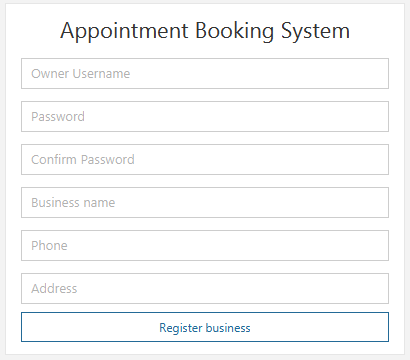 Appointment Booking System
Owner Username
Password
Confirm Password
Business name
Phone
Address
Register business